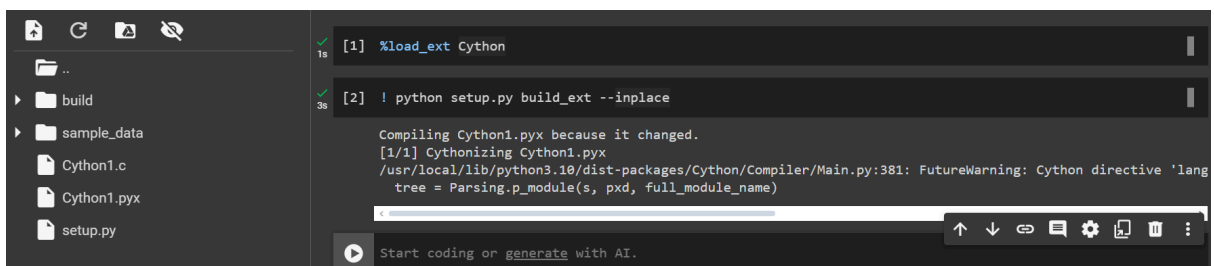 ..
build
sample_data
Cython1.c
Cython1.pyx
setup.py
1s [1] %load_ext Cython
3s [2] ! python setup.py build_ext --inplace
Compiling Cython1.pyx because it changed.
[1/1] Cythonizing Cython1.pyx
/usr/local/lib/python3.10/dist-packages/Cython/Compiler/Main.py:381: FutureWarning: Cython directive 'lang
tree = Parsing.p_module(s, pxd, full_module_name)
Start coding or generate with AI.